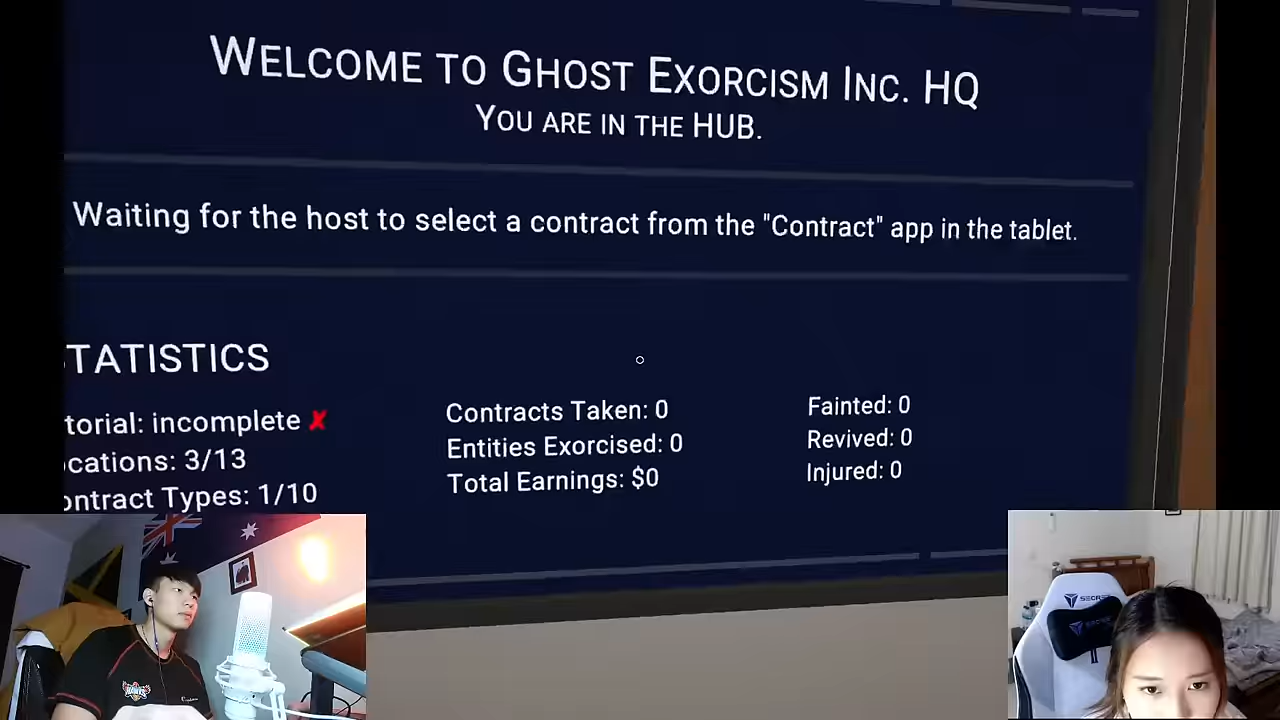 WELCOME TO GHOST EXORCISM INC. HQ
YOU ARE IN THE HUB.
Waiting for the host to select a contract from the "Contract" app in the tablet.
TATISTICS
torial: incomplete ✘
cations: 3/13
ontract Types: 1/10
Contracts Taken: 0
Entities Exorcised: 0
Total Earnings: $0
Fainted: 0
Revived: 0
Injured: 0
HAWKS
SECRE